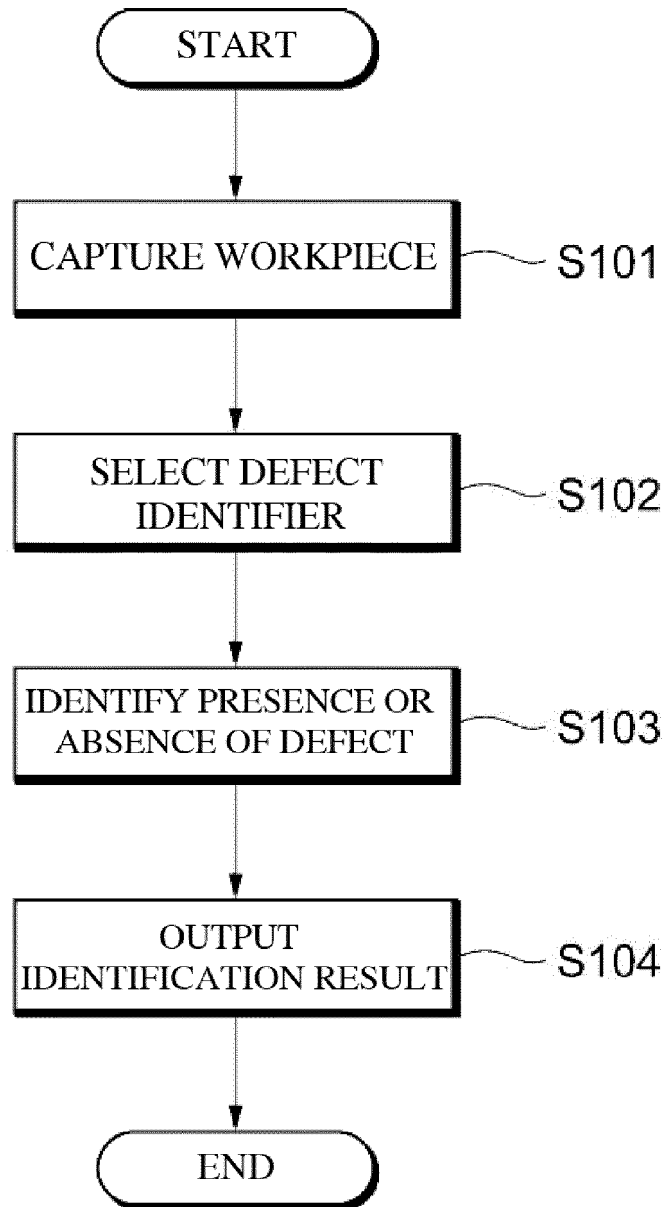 START
CAPTURE WORKPIECE
S101
SELECT DEFECT
IDENTIFIER
S102
IDENTIFY PRESENCE OR
ABSENCE OF DEFECT
S103
OUTPUT
IDENTIFICATION RESULT
S104
END